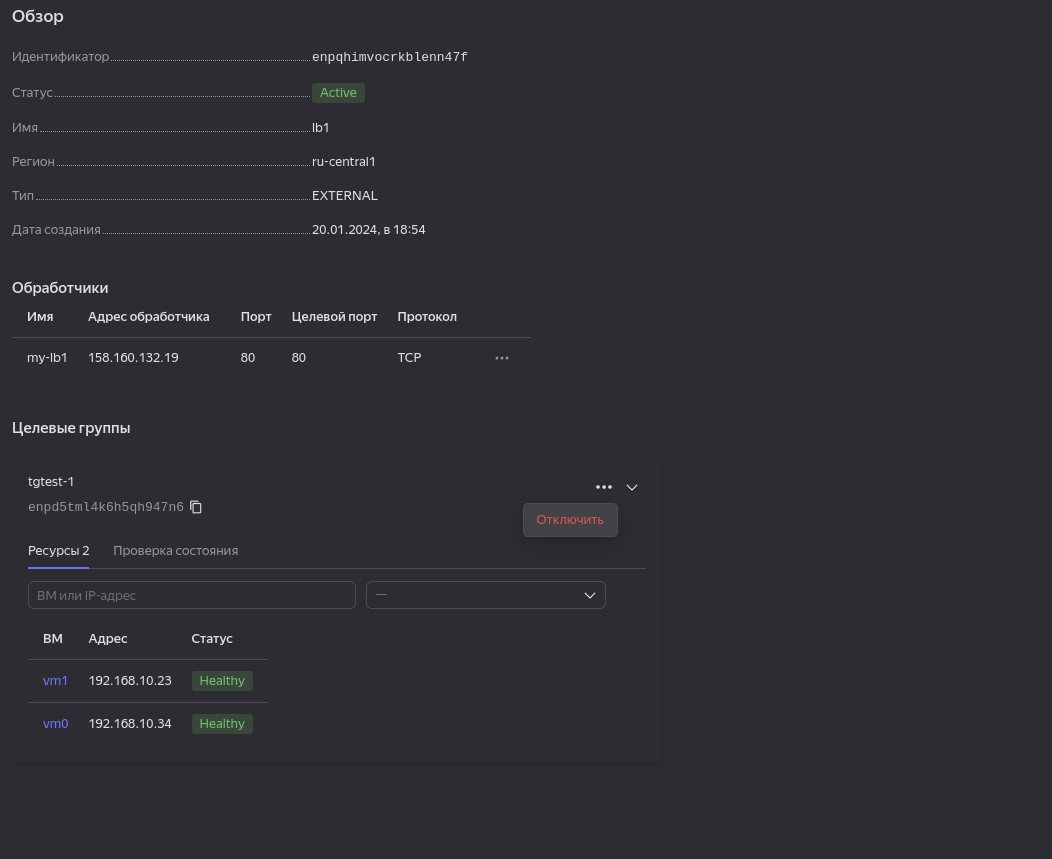 Обзор
Идентификатор enpqhimvocrkblenn47f
Статус Active
Имя lb1
Регион ru-central1
Тип EXTERNAL
Дата создания 20.01.2024, в 18:54
Обработчики
Имя Адрес обработчика Порт Целевой порт Протокол
my-lb1 158.160.132.19 80 80 TCP
Целевые группы
tgtest-1
enpd5tml4k6h5qh947n6
Отключить
Ресурсы 2 Проверка состояния
ВМ или IP-адрес —
ВМ Адрес Статус
vm1 192.168.10.23 Healthy
vm0 192.168.10.34 Healthy